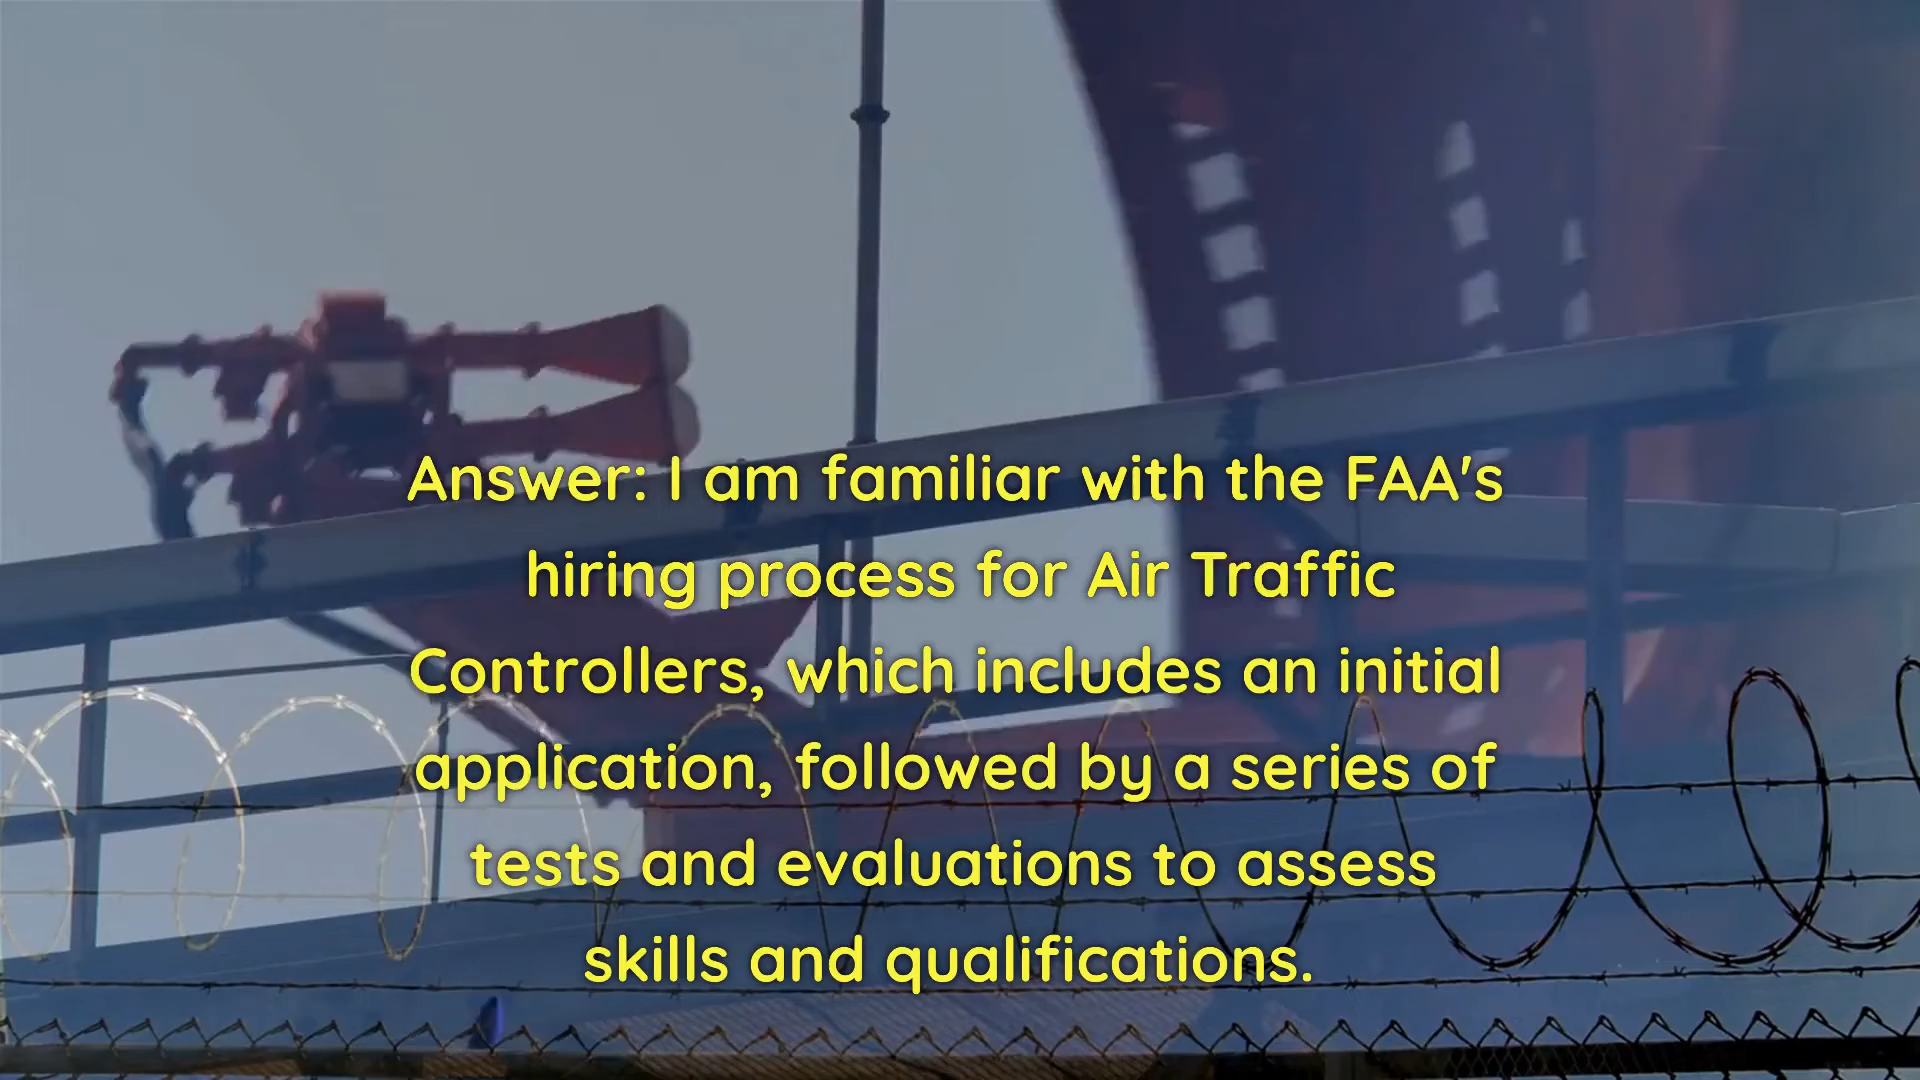 Answer: I am familiar with the FAA's
hiring process for Air Traffic
Controllers, which includes an initial
application, followed by a series of
tests and evaluations to assess
skills and qualifications.